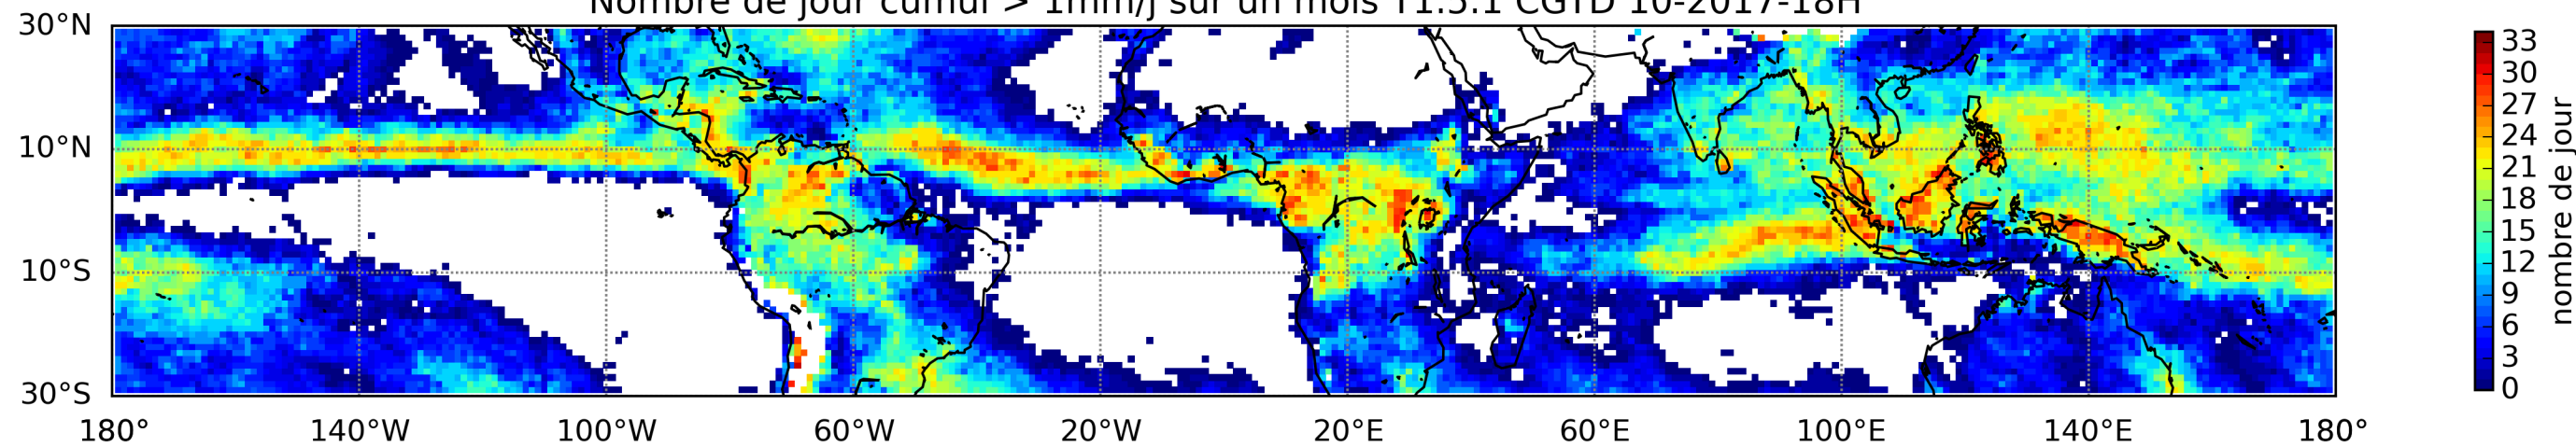 Nombre de jour cumul > 1mm/j sur un mois T1.5.1 CGTD 10-2017-18H
30°N
10°N
10°S
30°S
180°
140°W
100°W
60°W
20°W
20°E
60°E
100°E
140°E
180°
33
30
27
24
21
18
15
12
9
6
3
0
nombre de jour